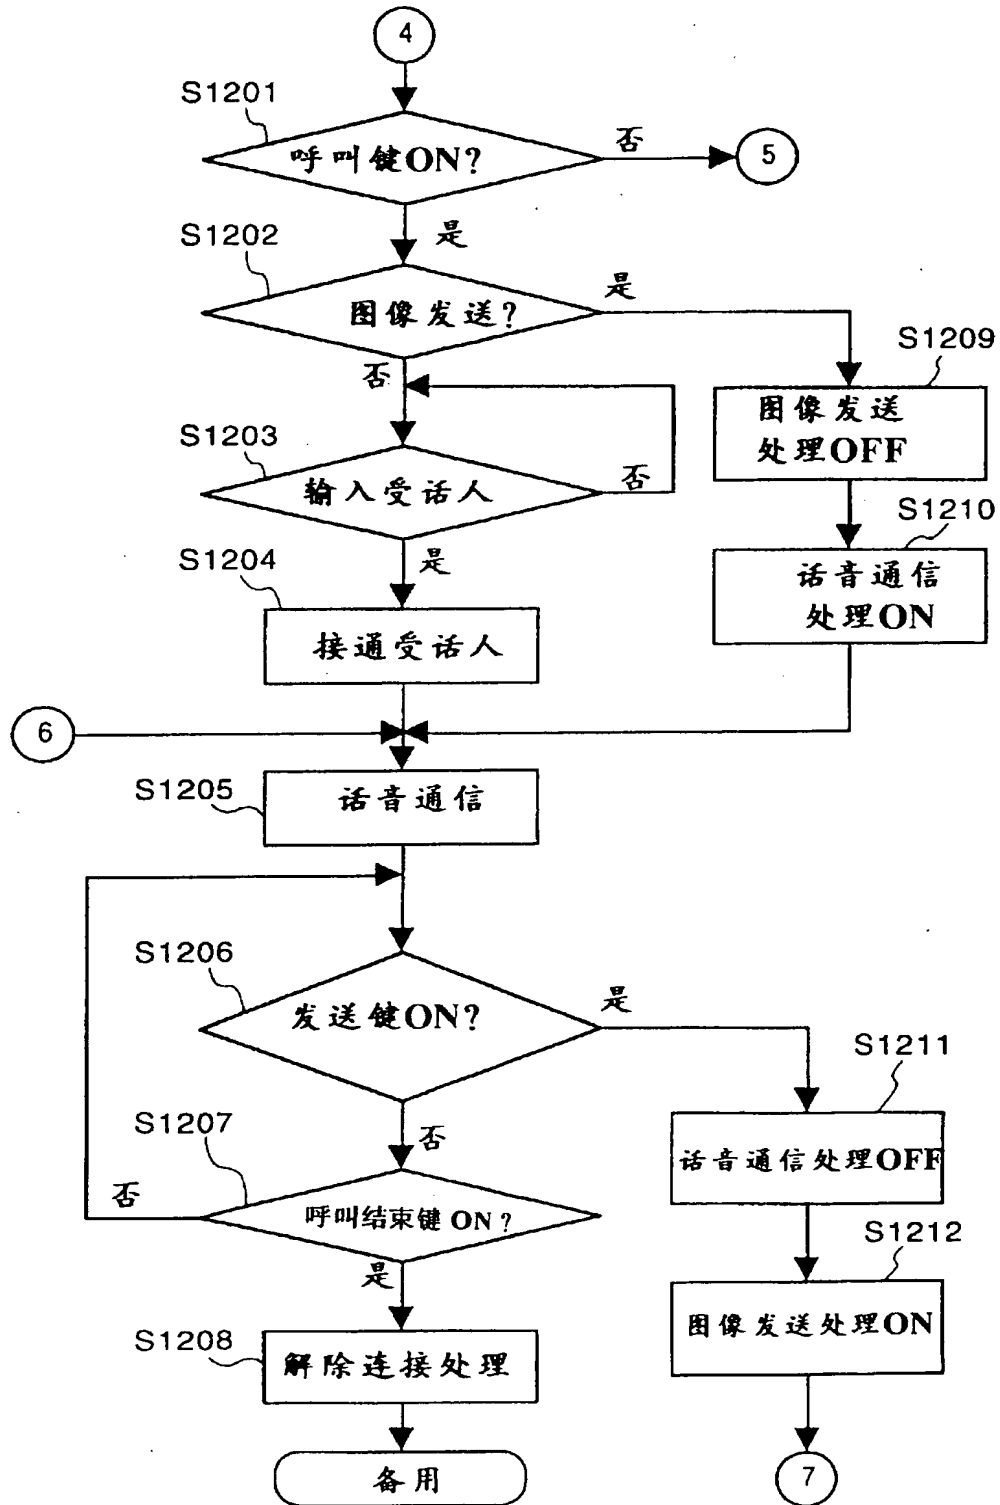 4
S1201
呼叫键ON?
否
5
S1202
是
图像发送?
是
S1209
否
图像发送
处理OFF
S1203
输入受话人
否
S1210
S1204
是
话音通信
处理ON
接通受话人
6
S1205
话音通信
S1206
发送键ON?
是
S1211
S1207
否
话音通信处理OFF
否
呼叫结束键ON?
S1212
是
图像发送处理ON
S1208
解除连接处理
备用
7